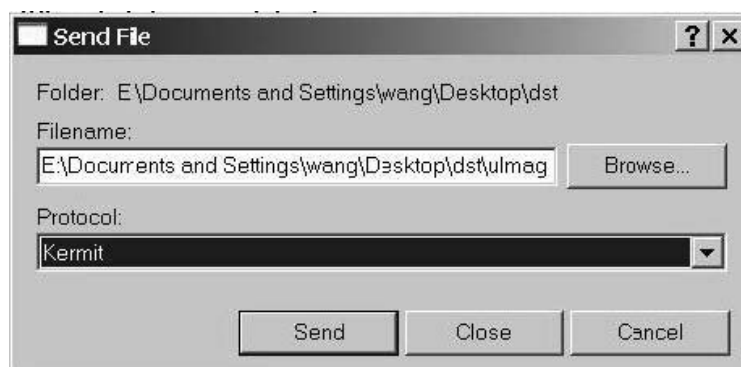 Send File
Folder: E:\Documents and Settings\wang\Desktop\dst
Filename:
E:\Documents and Settings\wang\Desktop\dst\uImag
Browse...
Protocol:
Kermit
Send Close Cancel